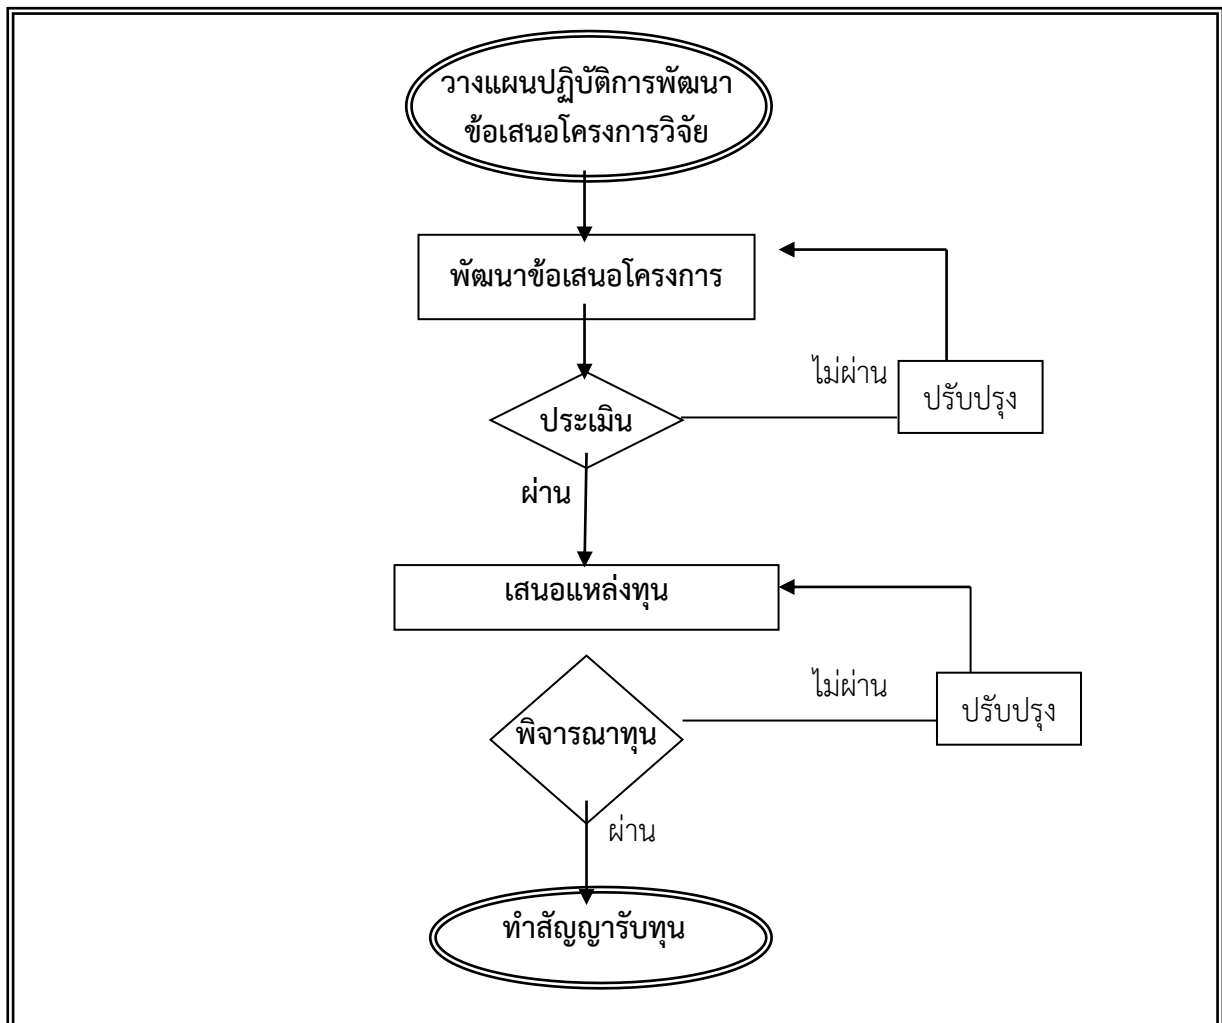 วางแผนปฏิบัติการพัฒนา
ข้อเสนอโครงการวิจัย
พัฒนาข้อเสนอโครงการ
ไม่ผ่าน
ปรับปรุง
ประเมิน
ผ่าน
เสนอแหล่งทุน
ไม่ผ่าน
ปรับปรุง
พิจารณาทุน
ผ่าน
ทำสัญญารับทุน